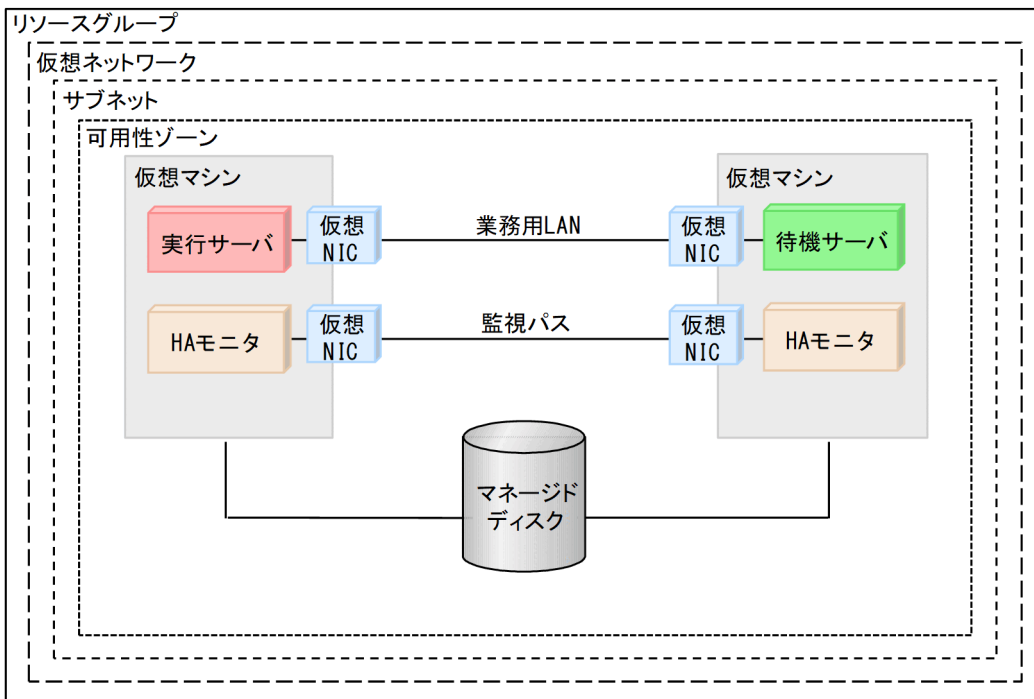 リソースグループ
仮想ネットワーク
サブネット
可用性ゾーン
仮想マシン
仮想マシン
実行サーバ
仮想
NIC
業務用LAN
仮想
NIC
待機サーバ
HAモニタ
仮想
NIC
監視パス
仮想
NIC
HAモニタ
マネージド
ディスク